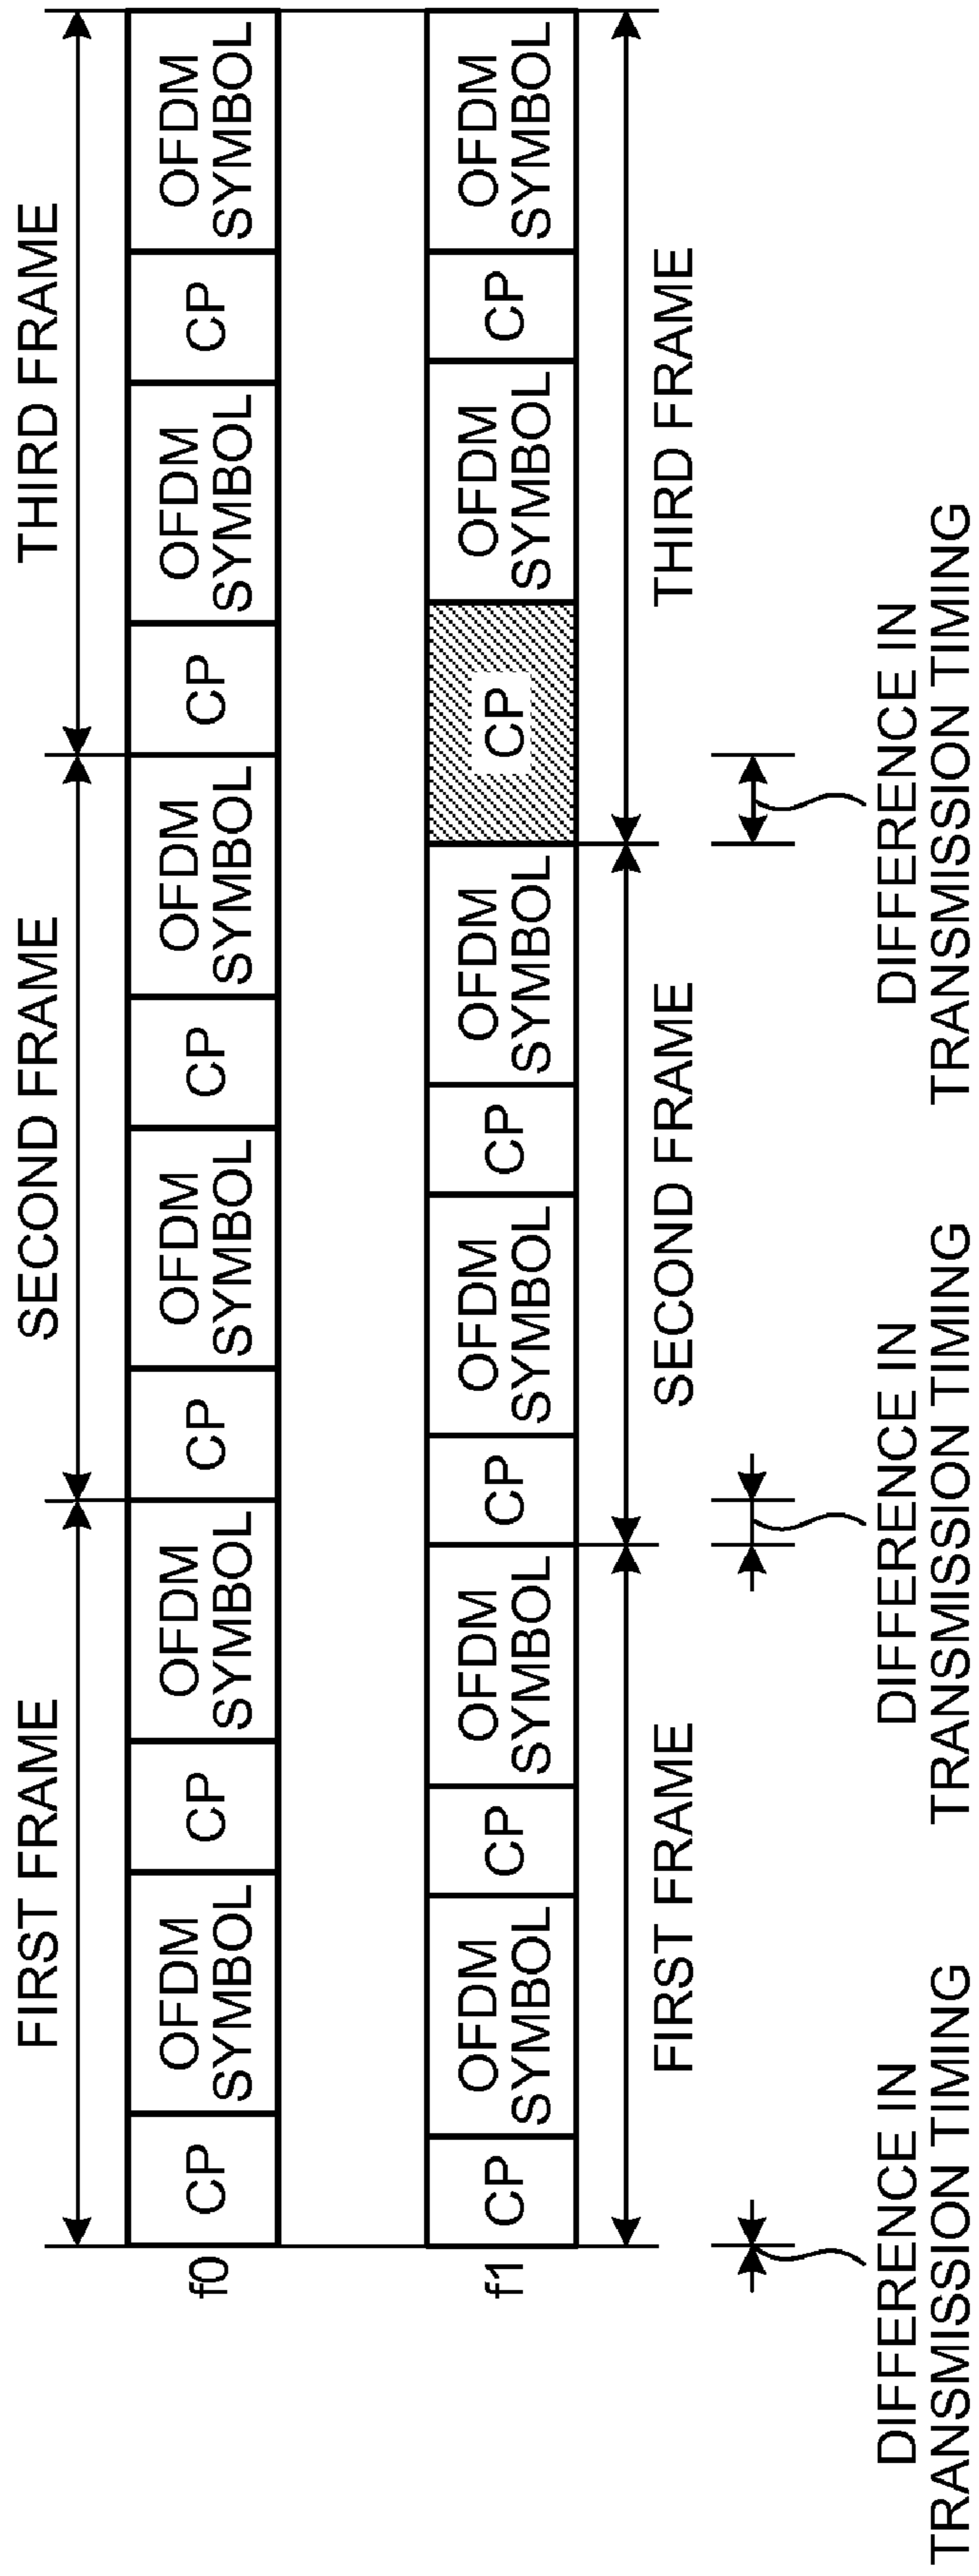 FIRST FRAME
SECOND FRAME
THIRD FRAME
f0
CP
OFDM
SYMBOL
CP
OFDM
SYMBOL
CP
OFDM
SYMBOL
CP
OFDM
SYMBOL
CP
OFDM
SYMBOL
CP
OFDM
SYMBOL
f1
CP
OFDM
SYMBOL
CP
OFDM
SYMBOL
CP
OFDM
SYMBOL
CP
OFDM
SYMBOL
CP
OFDM
SYMBOL
CP
OFDM
SYMBOL
FIRST FRAME
SECOND FRAME
THIRD FRAME
DIFFERENCE IN
TRANSMISSION TIMING
DIFFERENCE IN
TRANSMISSION TIMING
DIFFERENCE IN
TRANSMISSION TIMING